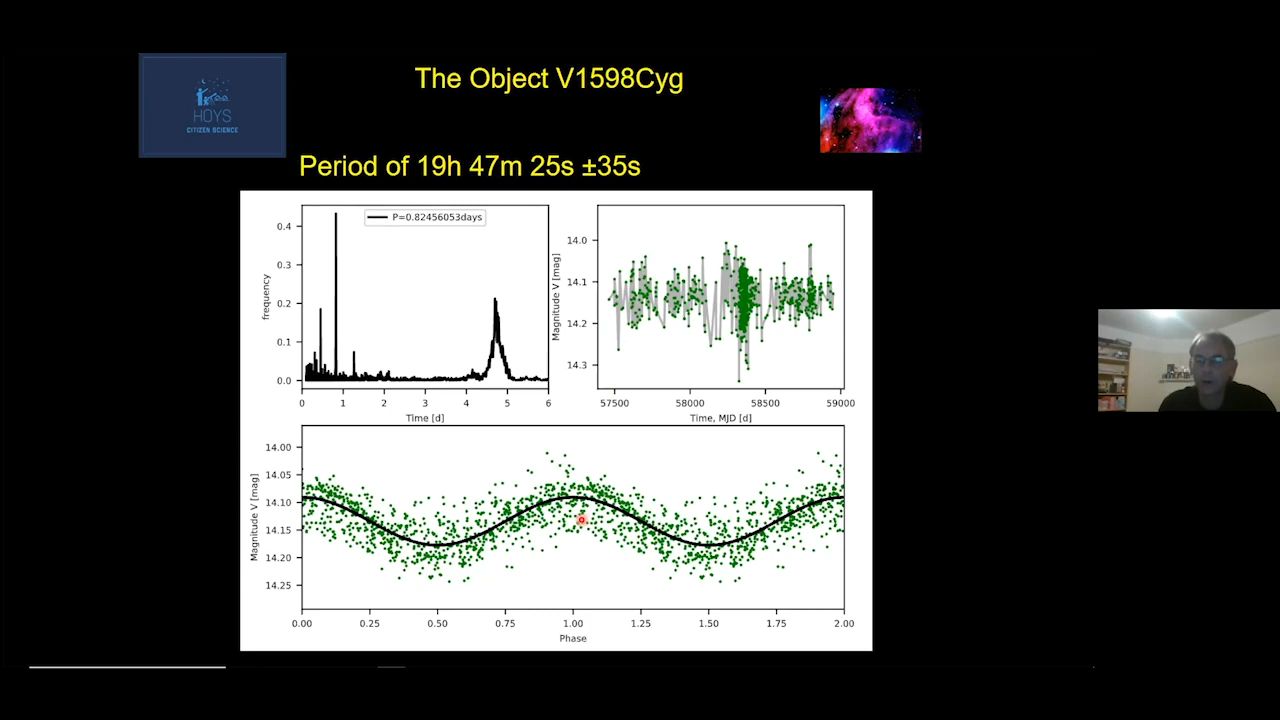 The Object V1598Cyg
HOYS
CITIZEN SCIENCE
Period of 19h 47m 25s ±35s
P=0.82456053days
0.4
0.3
0.2
0.1
0.0
frequency
0 1 2 3 4 5 6
Time [d]
14.0
14.1
14.2
14.3
Magnitude V [mag]
57500 58000 58500 59000
Time, MJD [d]
14.00
14.05
14.10
14.15
14.20
14.25
Magnitude V [mag]
0.00 0.25 0.50 0.75 1.00 1.25 1.50 1.75 2.00
Phase